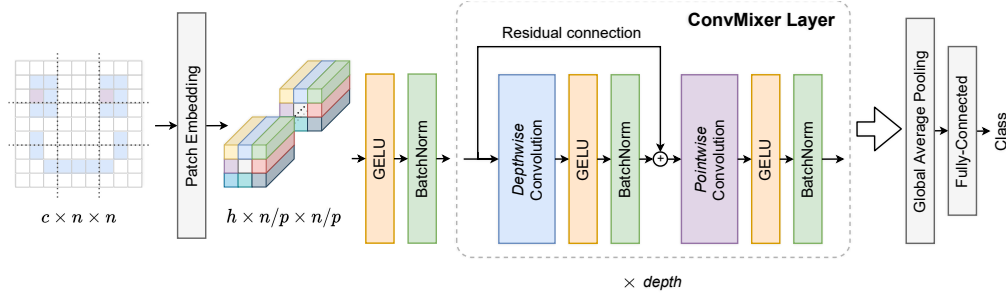 ConvMixer Layer
Residual connection
Patch Embedding
GELU
BatchNorm
Depthwise
Convolution
GELU
BatchNorm
+
Pointwise
Convolution
GELU
BatchNorm
Global Average Pooling
Fully-Connected
Class
c × n × n
h × n/p × n/p
× depth